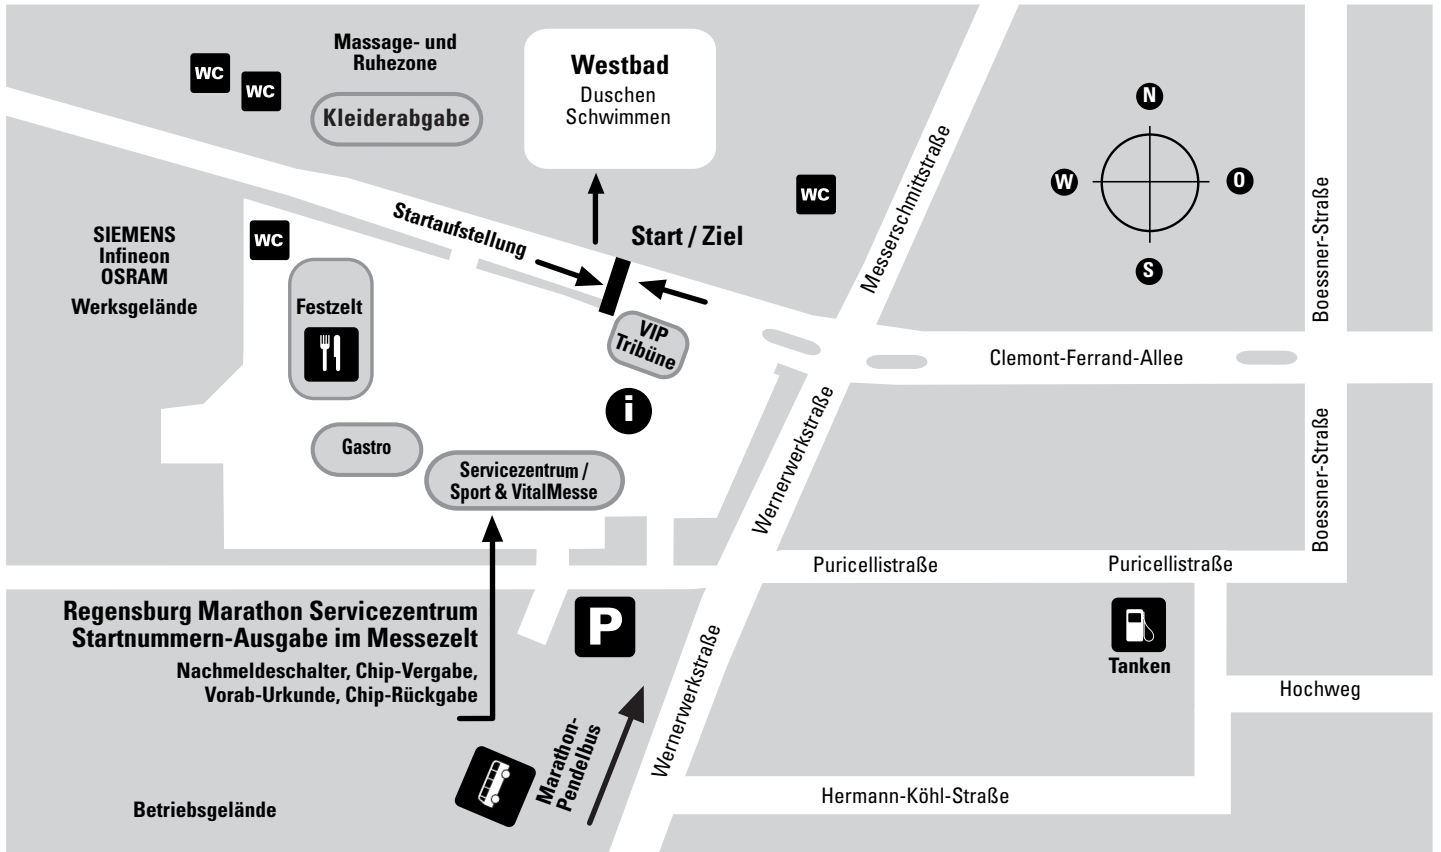 Massage- und
Ruhezone
Kleiderabgabe
WC
WC
Westbad
Duschen
Schwimmen
WC
Startaufstellung
Start / Ziel
Messerschmittstraße
N
W
O
S
Boessner-Straße
SIEMENS
Infineon
OSRAM
Werksgelände
WC
Festzelt
VIP
Tribüne
i
Clemont-Ferrand-Allee
Gastro
Servicezentrum /
Sport & VitalMesse
Wernerwerkstraße
Boessner-Straße
Puricellistraße
Puricellistraße
Regensburg Marathon Servicezentrum
Startnummern-Ausgabe im Messezelt
Nachmeldeschalter, Chip-Vergabe,
Vorab-Urkunde, Chip-Rückgabe
P
Wernerwerkstraße
Tanken
Hochweg
Marathon-
Pendelbus
Hermann-Köhl-Straße
Betriebsgelände